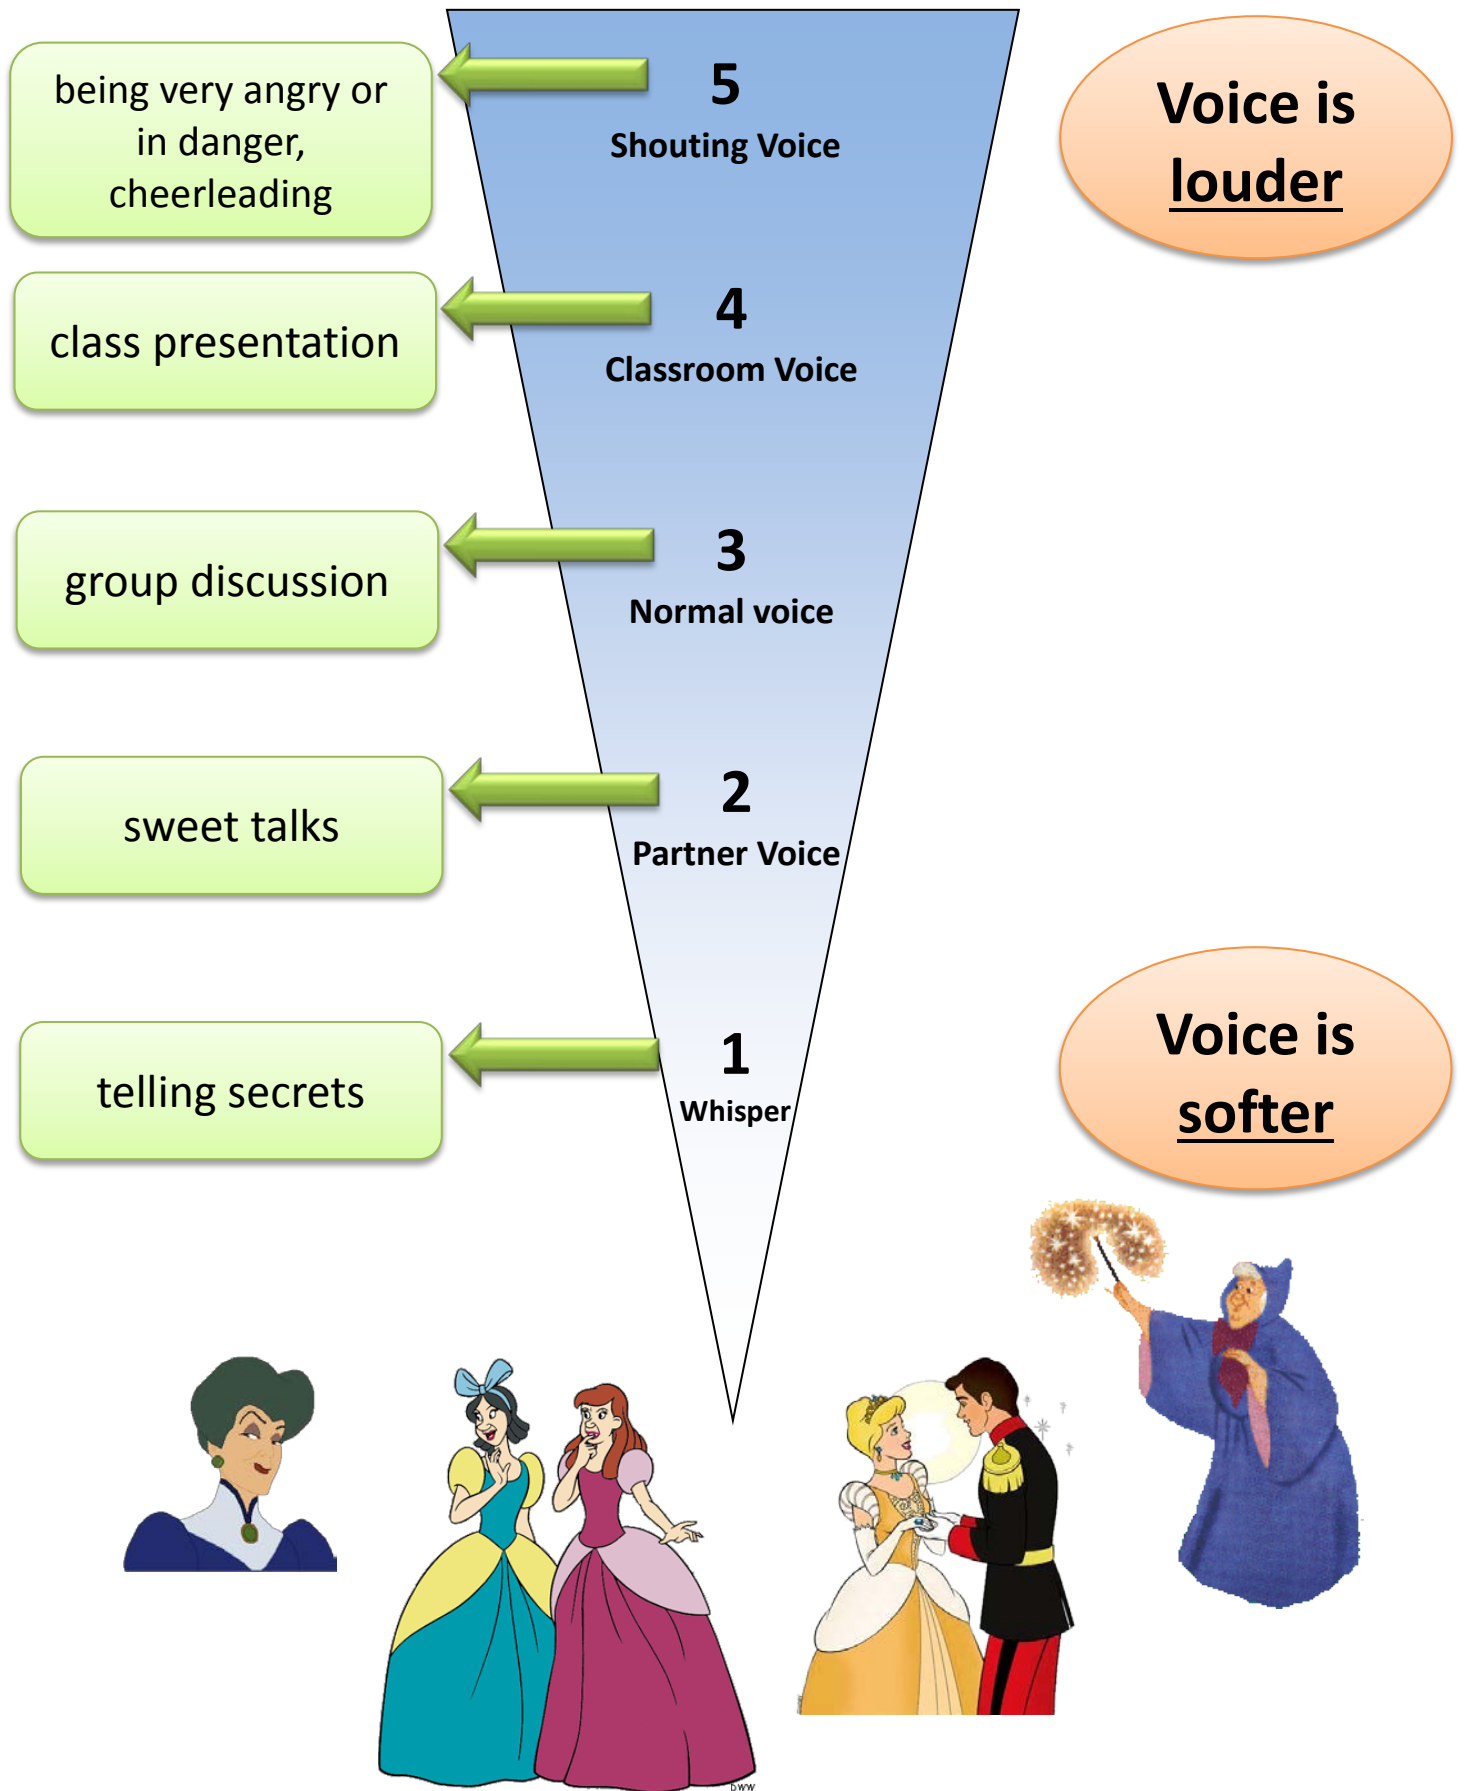 being very angry or
in danger,
cheerleading
5
Shouting Voice
Voice is
louder
class presentation
4
Classroom Voice
group discussion
3
Normal voice
sweet talks
2
Partner Voice
telling secrets
1
Whisper
Voice is
softer
DWW